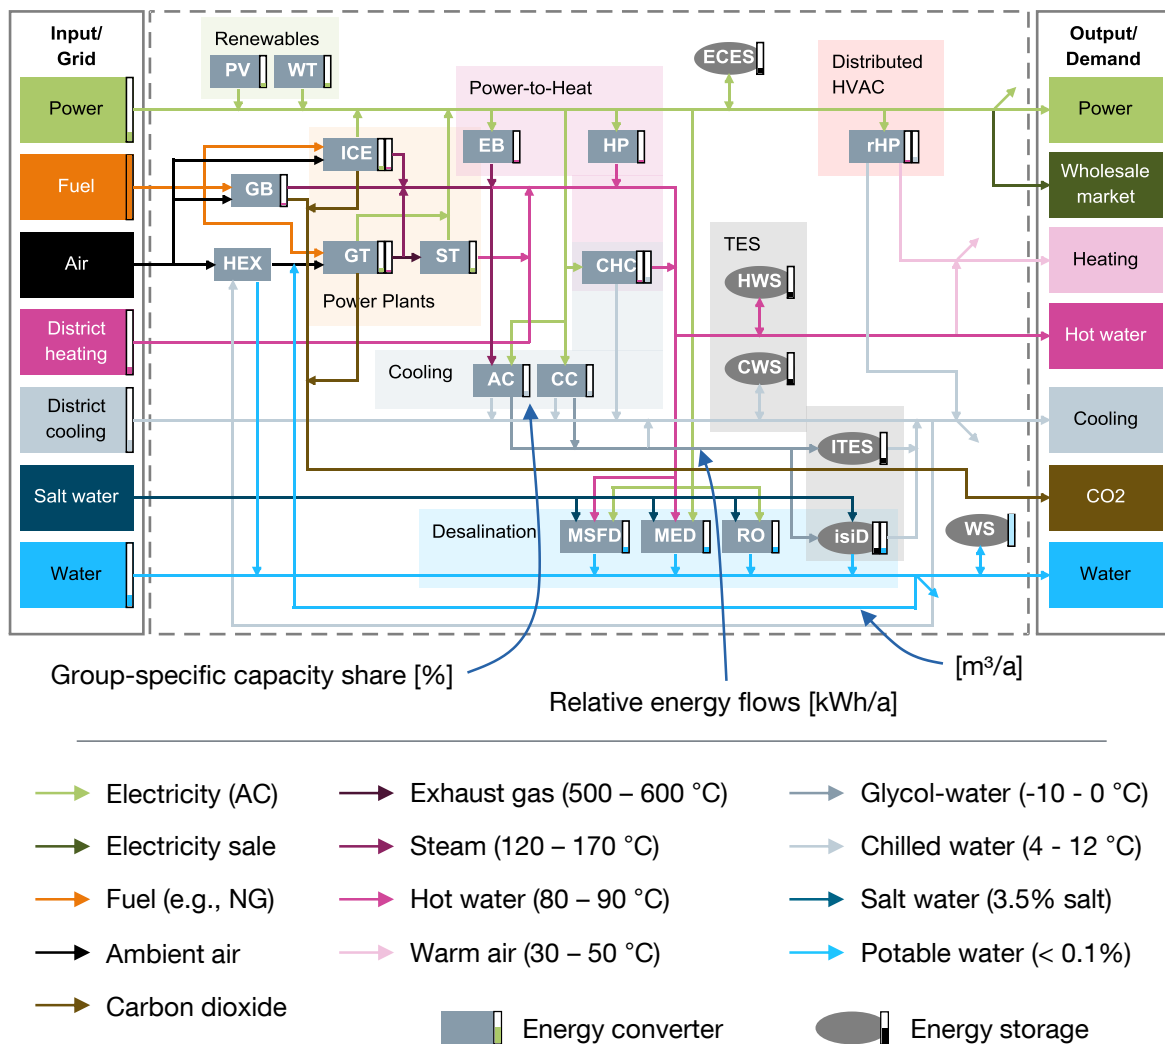 Input/
Grid
Power
Fuel
Air
District
heating
District
cooling
Salt water
Water
Renewables
PV
WT
ECES
Distributed
HVAC
rHP
Power-to-Heat
EB
HP
ICE
GB
HEX
GT
ST
Power Plants
CHC
TES
HWS
CWS
Cooling
AC
CC
ITES
Desalination
MSFD
MED
RO
isiD
WS
Output/
Demand
Power
Wholesale
market
Heating
Hot water
Cooling
CO2
Water
Group-specific capacity share [%]
Relative energy flows [kWh/a]
[m³/a]
Electricity (AC)
Electricity sale
Fuel (e.g., NG)
Ambient air
Carbon dioxide
Exhaust gas (500 – 600 °C)
Steam (120 – 170 °C)
Hot water (80 – 90 °C)
Warm air (30 – 50 °C)
Glycol-water (-10 - 0 °C)
Chilled water (4 - 12 °C)
Salt water (3.5% salt)
Potable water (< 0.1%)
Energy converter
Energy storage